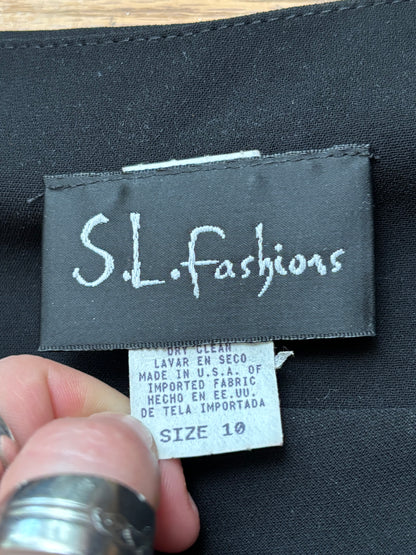 S.L. fashions
DRY CLEAN
LAVAR EN SECO
MADE IN U.S.A. OF
IMPORTED FABRIC
HECHO EN EE.UU.
DE TELA IMPORTADA
SIZE 10